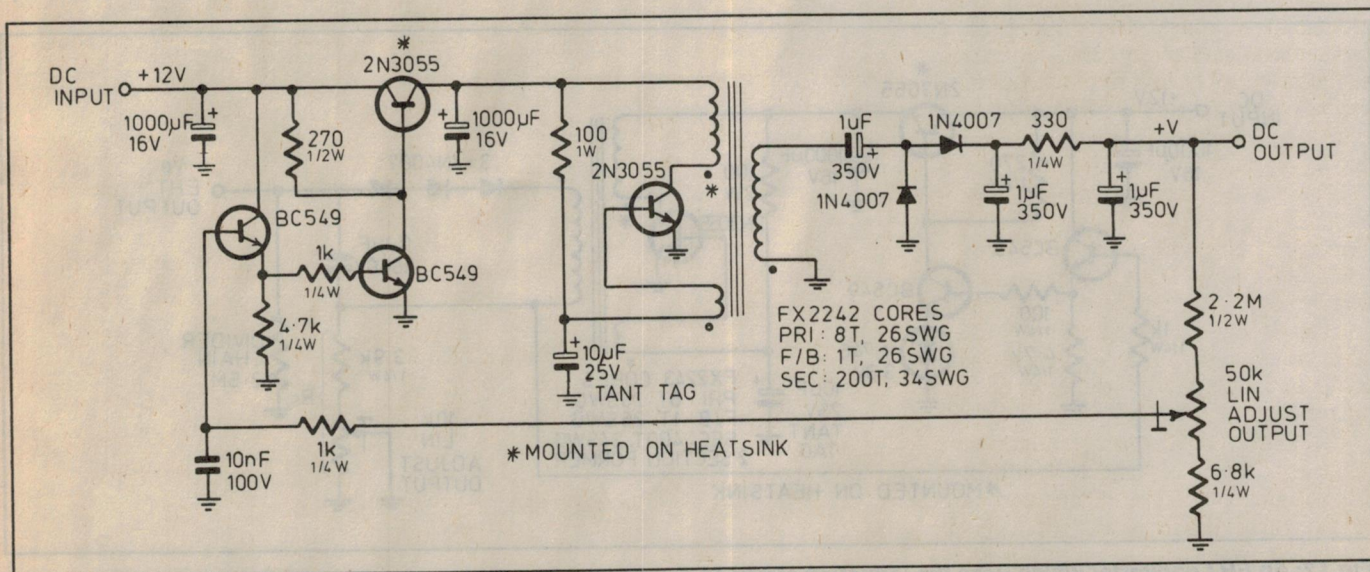 *
2N3055
DC
INPUT
+12V
1000µF
16V
+
270
1/2W
+
1000µF
16V
100
1W
2N3055
*
1µF
350V
+
1N4007
1N4007
330
1/4W
+V
DC
OUTPUT
+
1µF
350V
+
1µF
350V
BC549
1k
1/4W
BC549
4·7k
1/4W
+
10µF
25V
TANT TAG
FX2242 CORES
PRI: 8T, 26SWG
F/B: 1T, 26SWG
SEC: 200T, 34SWG
2·2M
1/2W
50k
LIN
ADJUST
OUTPUT
1k
1/4W
*MOUNTED ON HEATSINK
10nF
100V
6·8k
1/4W